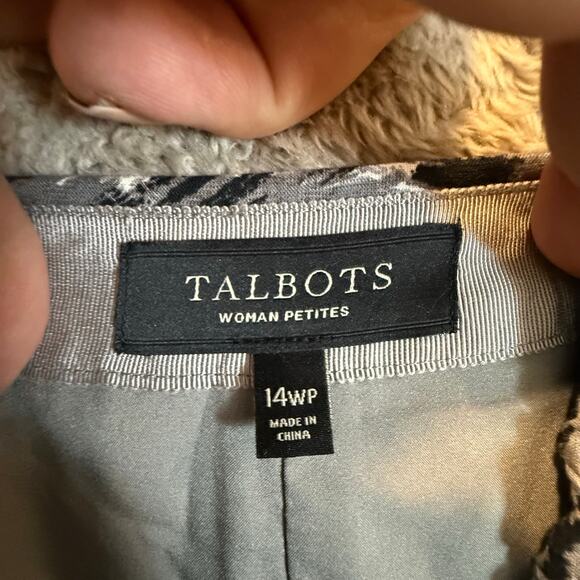 TALBOTS
WOMAN PETITES
14WP
MADE IN
CHINA